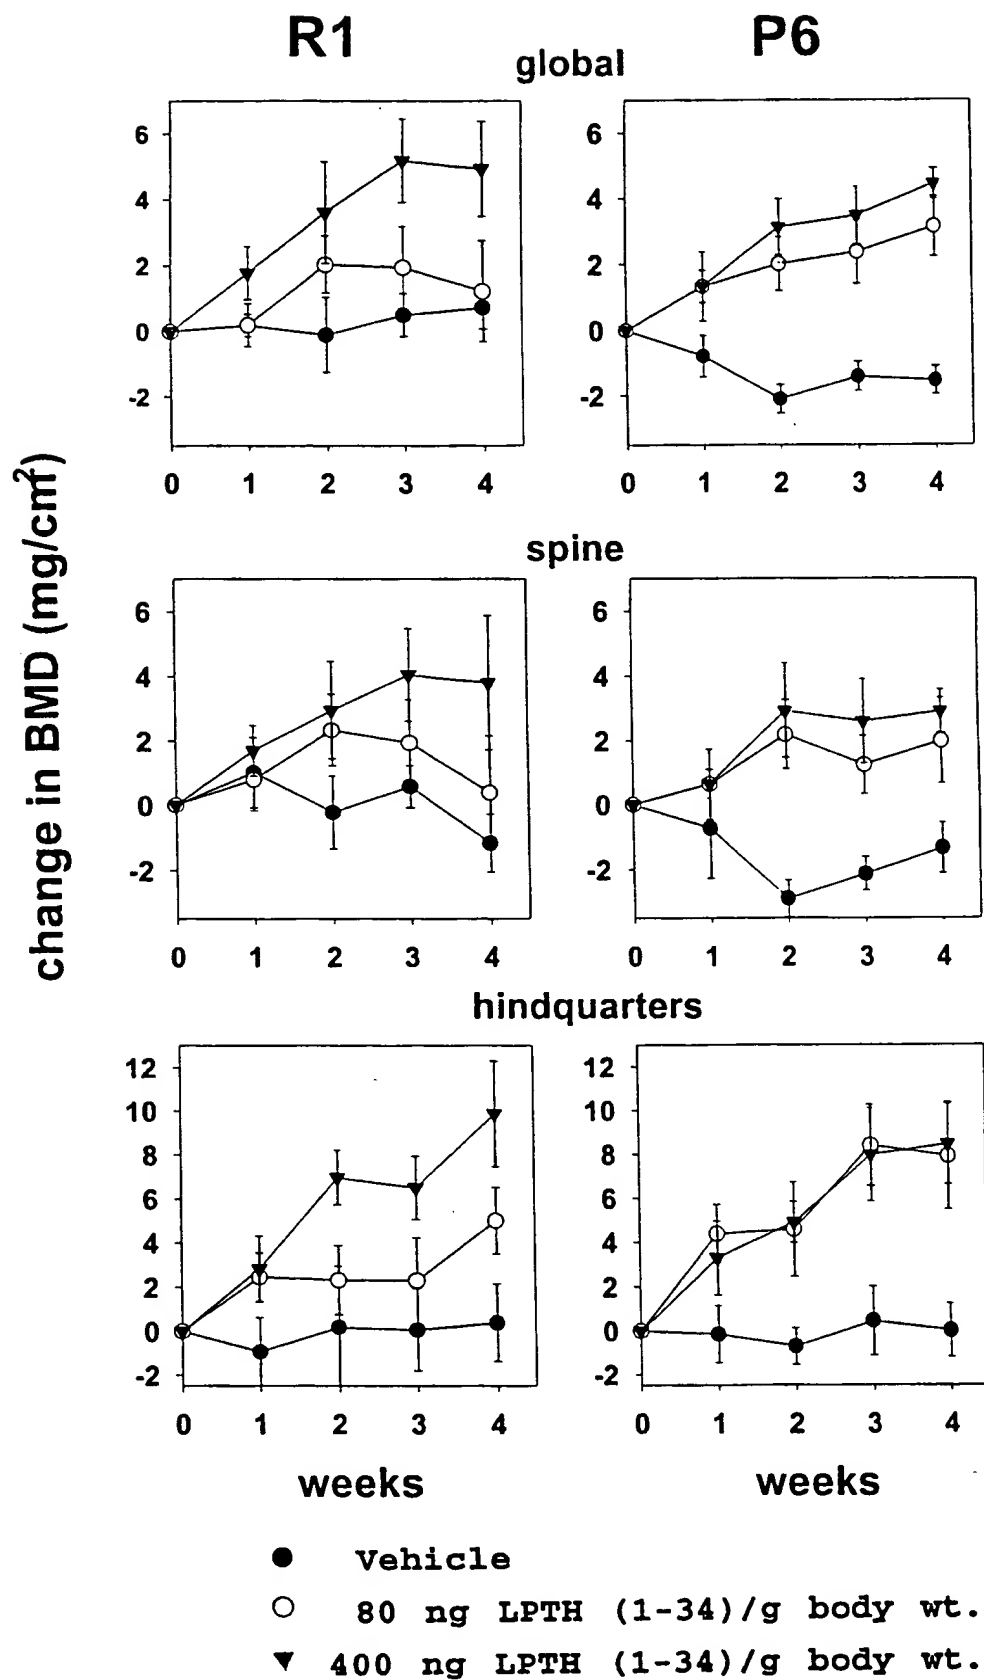 R1 P6
global
6 6
4 4
2 2
0 0
-2 -2
0 1 2 3 4 0 1 2 3 4
spine
6 6
4 4
2 2
0 0
-2 -2
0 1 2 3 4 0 1 2 3 4
hindquarters
12 12
10 10
8 8
6 6
4 4
2 2
0 0
-2 -2
0 1 2 3 4 0 1 2 3 4
weeks weeks
change in BMD (mg/cm²)
Vehicle
80 ng LPTH (1-34)/g body wt.
400 ng LPTH (1-34)/g body wt.